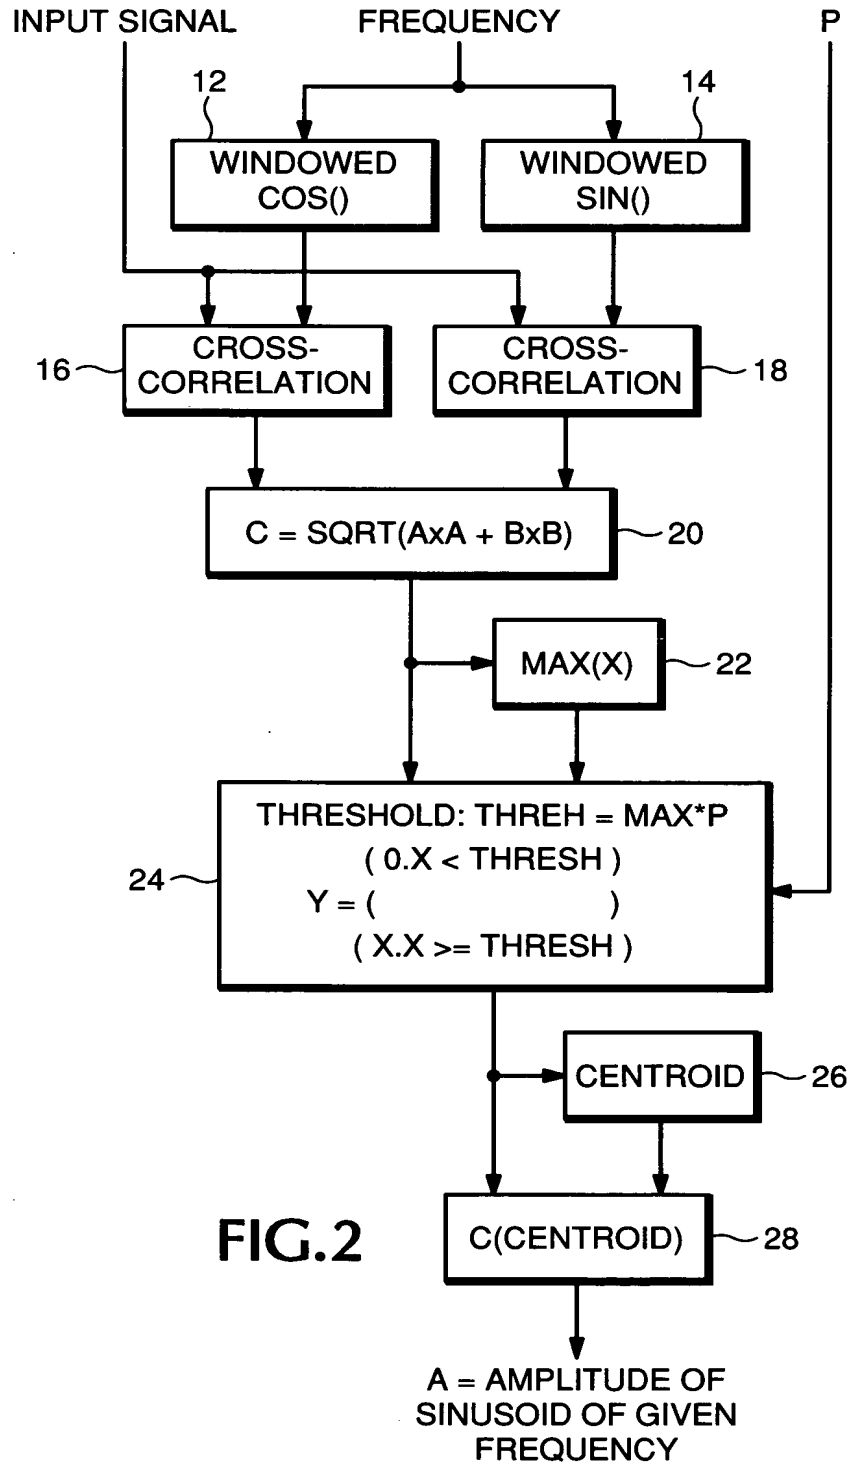 INPUT SIGNAL
FREQUENCY
P
12
14
WINDOWED
COS()
WINDOWED
SIN()
16
CROSS-
CORRELATION
CROSS-
CORRELATION
18
C = SQRT(AxA + BxB)
20
MAX(X)
22
THRESHOLD: THREH = MAX*P
( 0.X < THRESH )
24
Y = ( )
( X.X >= THRESH )
CENTROID
26
FIG.2
C(CENTROID)
28
A = AMPLITUDE OF
SINUSOID OF GIVEN
FREQUENCY